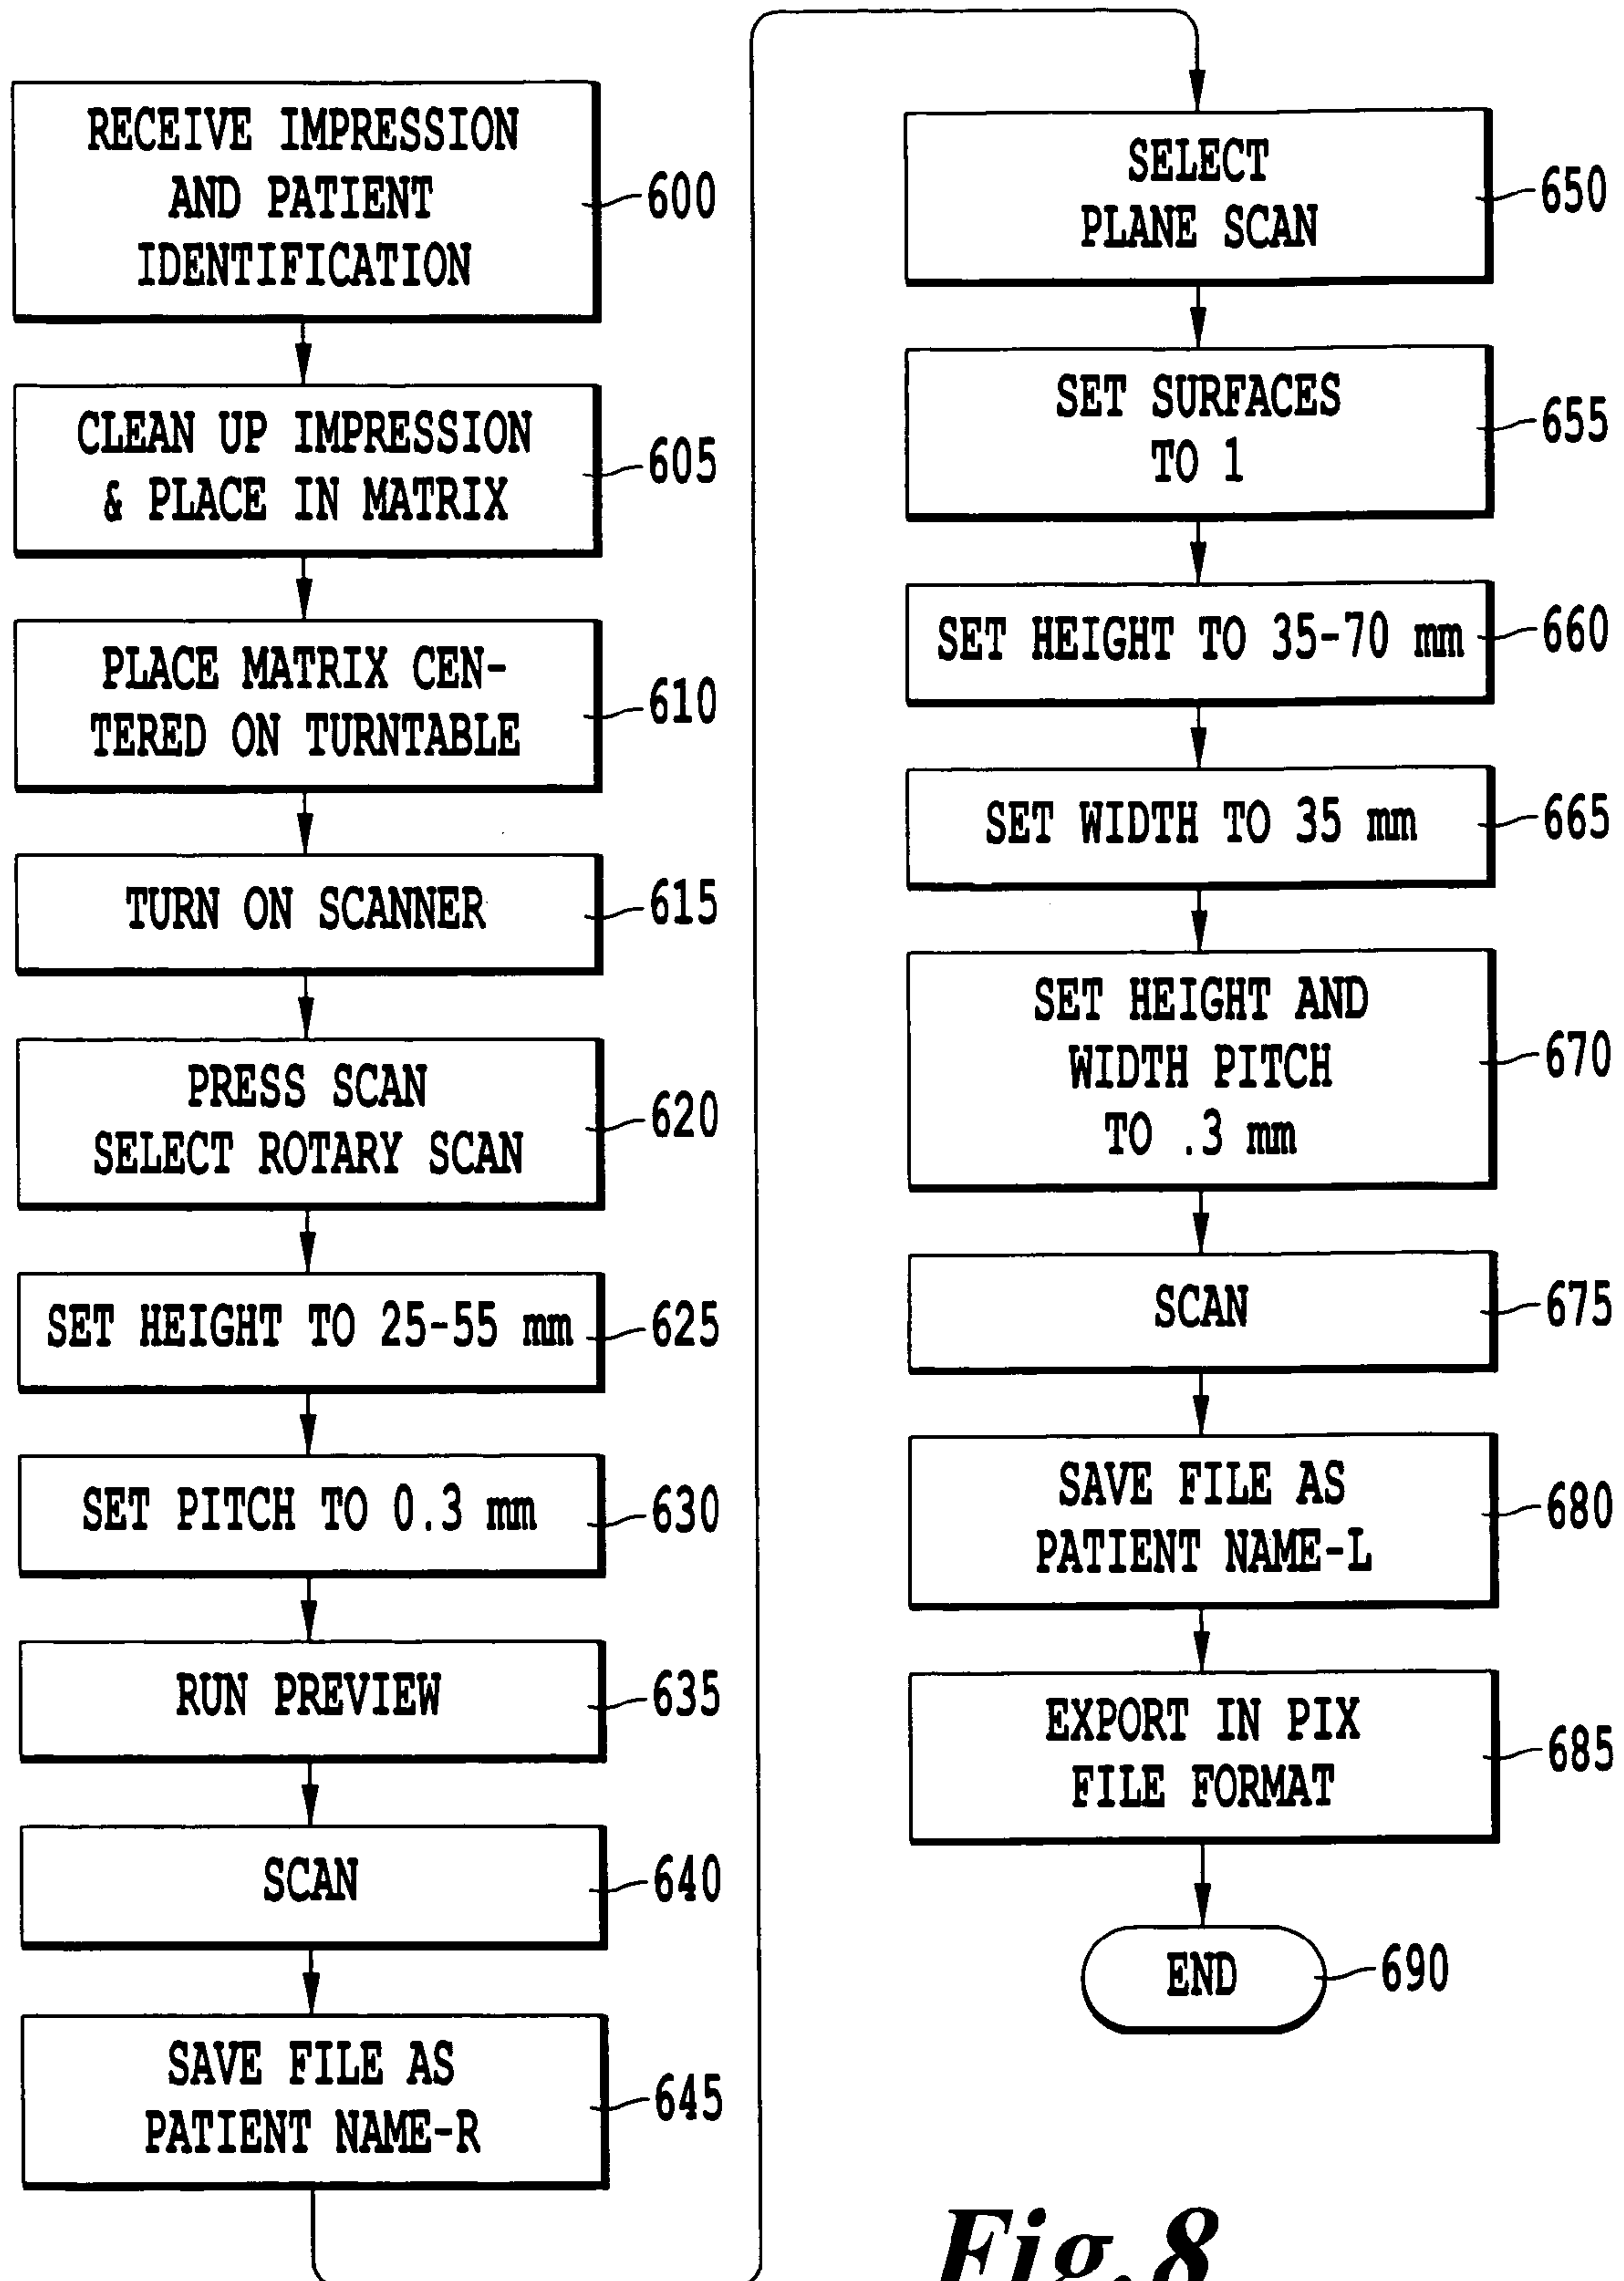 RECEIVE IMPRESSION
AND PATIENT
IDENTIFICATION
600
CLEAN UP IMPRESSION
& PLACE IN MATRIX
605
PLACE MATRIX CEN-
TERED ON TURNTABLE
610
TURN ON SCANNER
615
PRESS SCAN
SELECT ROTARY SCAN
620
SET HEIGHT TO 25-55 mm
625
SET PITCH TO 0.3 mm
630
RUN PREVIEW
635
SCAN
640
SAVE FILE AS
PATIENT NAME-R
645
SELECT
PLANE SCAN
650
SET SURFACES
TO 1
655
SET HEIGHT TO 35-70 mm
660
SET WIDTH TO 35 mm
665
SET HEIGHT AND
WIDTH PITCH
TO .3 mm
670
SCAN
675
SAVE FILE AS
PATIENT NAME-L
680
EXPORT IN PIX
FILE FORMAT
685
END
690
Fig. 8